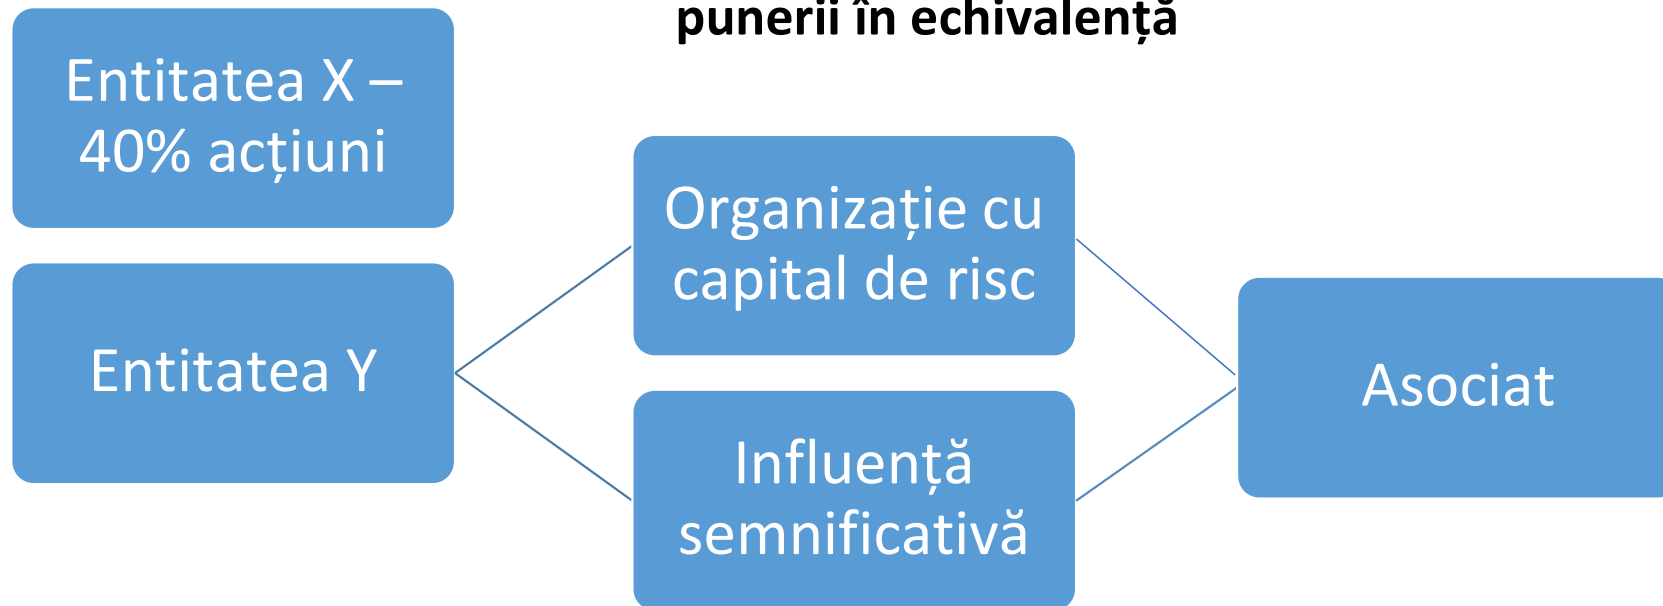 punerii în echivalență
Entitatea X –
40% acțiuni
Organizație cu
capital de risc
Entitatea Y
Asociat
Influență
semnificativă